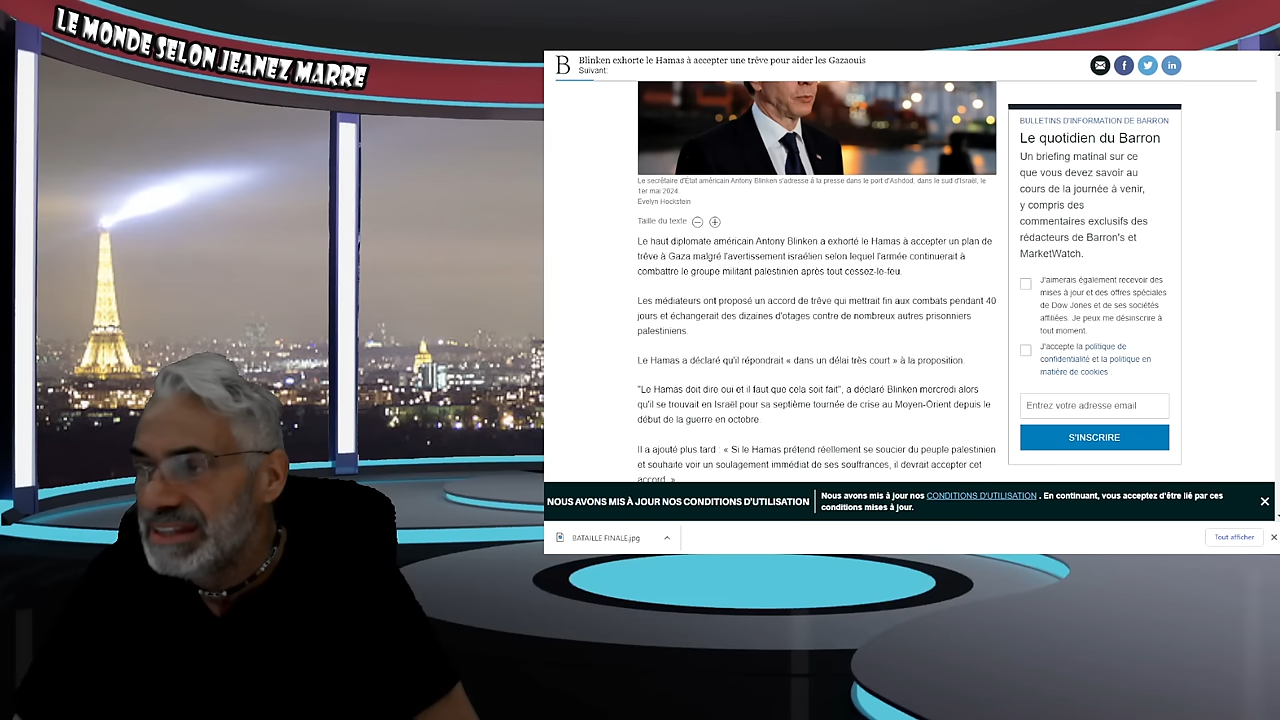 LE MONDE SELON JEANEZ MARRE
B
Blinken exhorte le Hamas à accepter une trêve pour aider les Gazaouis
Suivant:
Le secrétaire d'État américain Antony Blinken s'adresse à la presse dans le port d'Ashdod, dans le sud d'Israël, le
1er mai 2024.
Evelyn Hockstein
Taille du texte
Le haut diplomate américain Antony Blinken a exhorté le Hamas à accepter un plan de
trêve à Gaza malgré l'avertissement israélien selon lequel l'armée continuerait à
combattre le groupe militant palestinien après tout cessez-le-feu.
Les médiateurs ont proposé un accord de trêve qui mettrait fin aux combats pendant 40
jours et échangerait des dizaines d'otages contre de nombreux autres prisonniers
palestiniens.
Le Hamas a déclaré qu'il répondrait « dans un délai très court » à la proposition.
"Le Hamas doit dire oui et il faut que cela soit fait", a déclaré Blinken mercredi alors
qu'il se trouvait en Israël pour sa septième tournée de crise au Moyen-Orient depuis le
début de la guerre en octobre.
Il a ajouté plus tard : « Si le Hamas prétend réellement se soucier du peuple palestinien
et souhaite voir un soulagement immédiat de ses souffrances, il devrait accepter cet
accord. »
BULLETINS D'INFORMATION DE BARRON
Le quotidien du Barron
Un briefing matinal sur ce
que vous devez savoir au
cours de la journée à venir,
y compris des
commentaires exclusifs des
rédacteurs de Barron's et
MarketWatch.
J'aimerais également recevoir des
mises à jour et des offres spéciales
de Dow Jones et de ses sociétés
affiliées. Je peux me désinscrire à
tout moment.
J'accepte la politique de
confidentialité et la politique en
matière de cookies
Entrez votre adresse email
S'INSCRIRE
NOUS AVONS MIS À JOUR NOS CONDITIONS D'UTILISATION
Nous avons mis à jour nos CONDITIONS D'UTILISATION . En continuant, vous acceptez d'être lié par ces
conditions mises à jour.
BATAILLE FINALE.jpg
Tout afficher